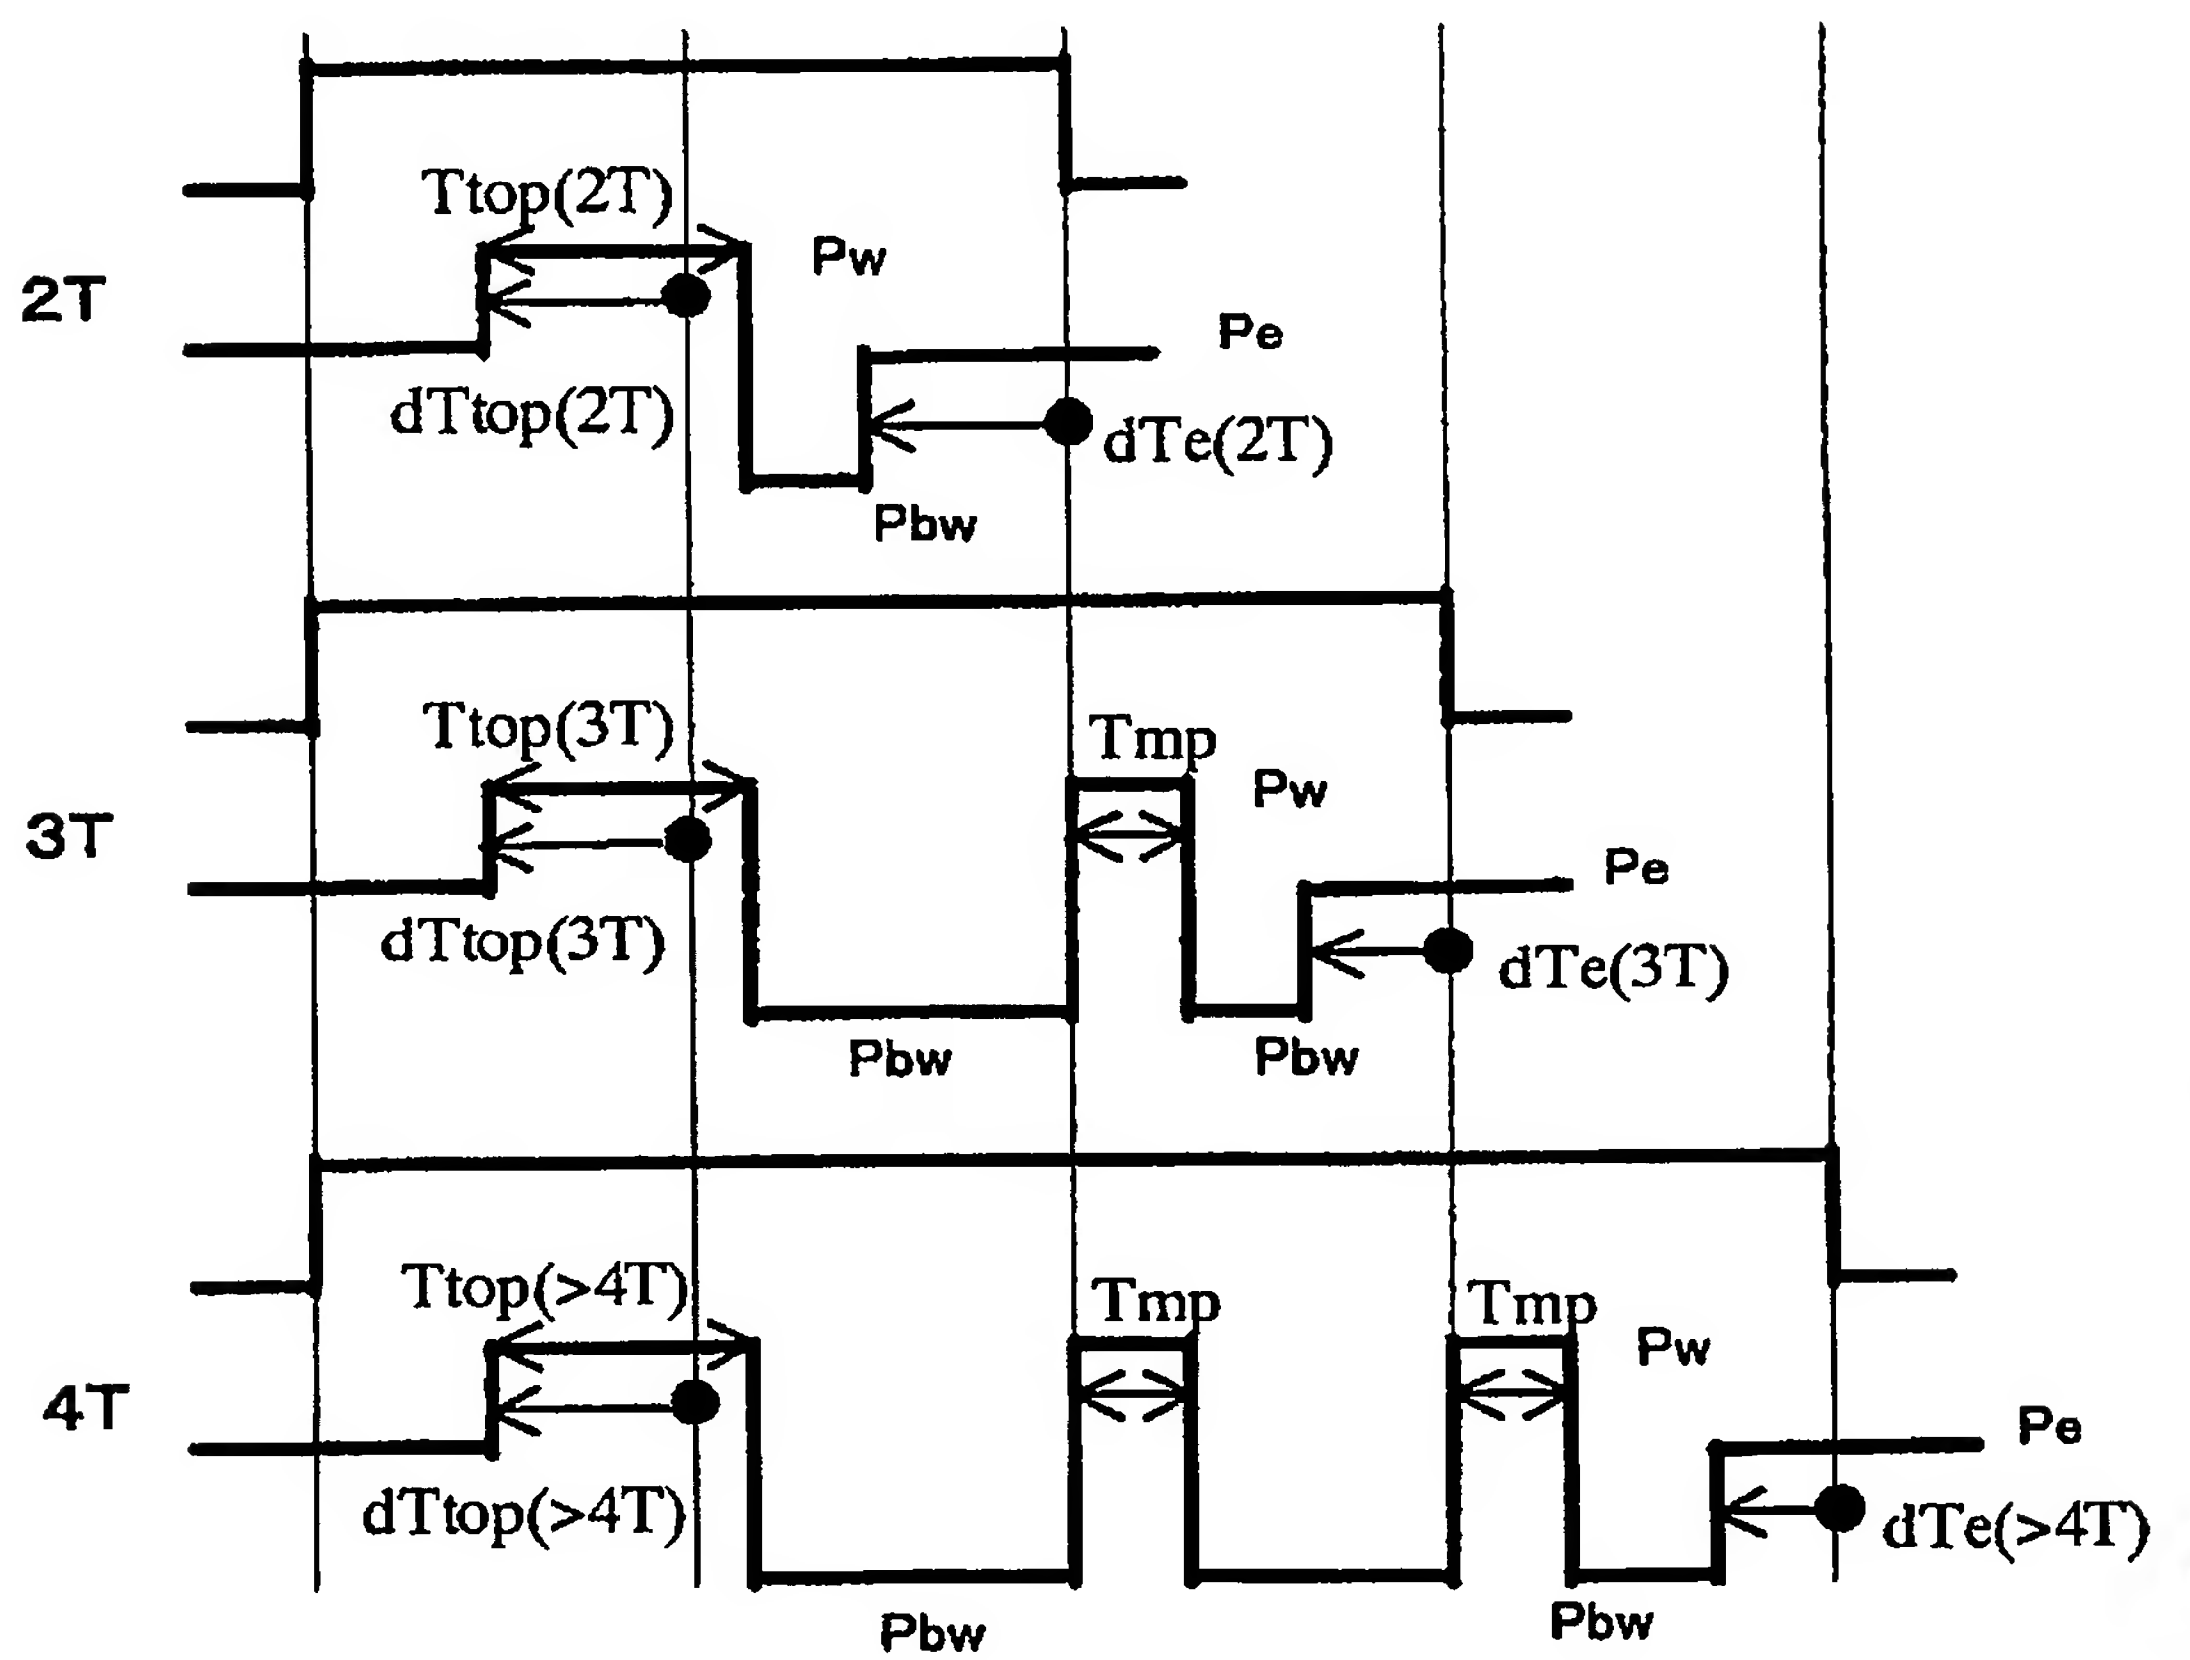 Ttop(2T)
Pw
2T
Pe
dTtop(2T)
dTe(2T)
Pbw
Ttop(3T)
Tmp
Pw
3T
Pe
dTtop(3T)
dTe(3T)
Pbw
Pbw
Ttop(>4T)
Tmp
Tmp
Pw
4T
Pe
dTtop(>4T)
dTe(>4T)
Pbw
Pbw